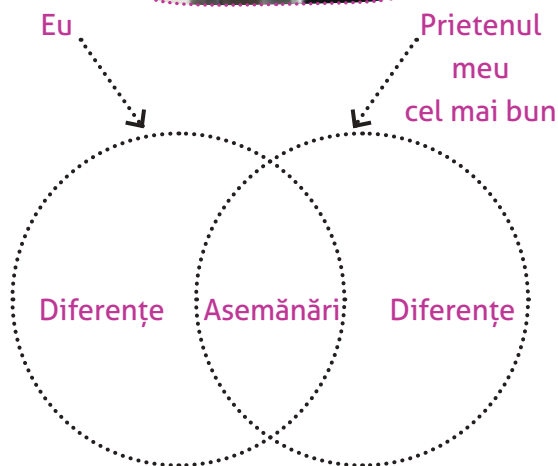 Eu
Prietenul
meu
cel mai bun
Diferențe
Asemănări
Diferențe